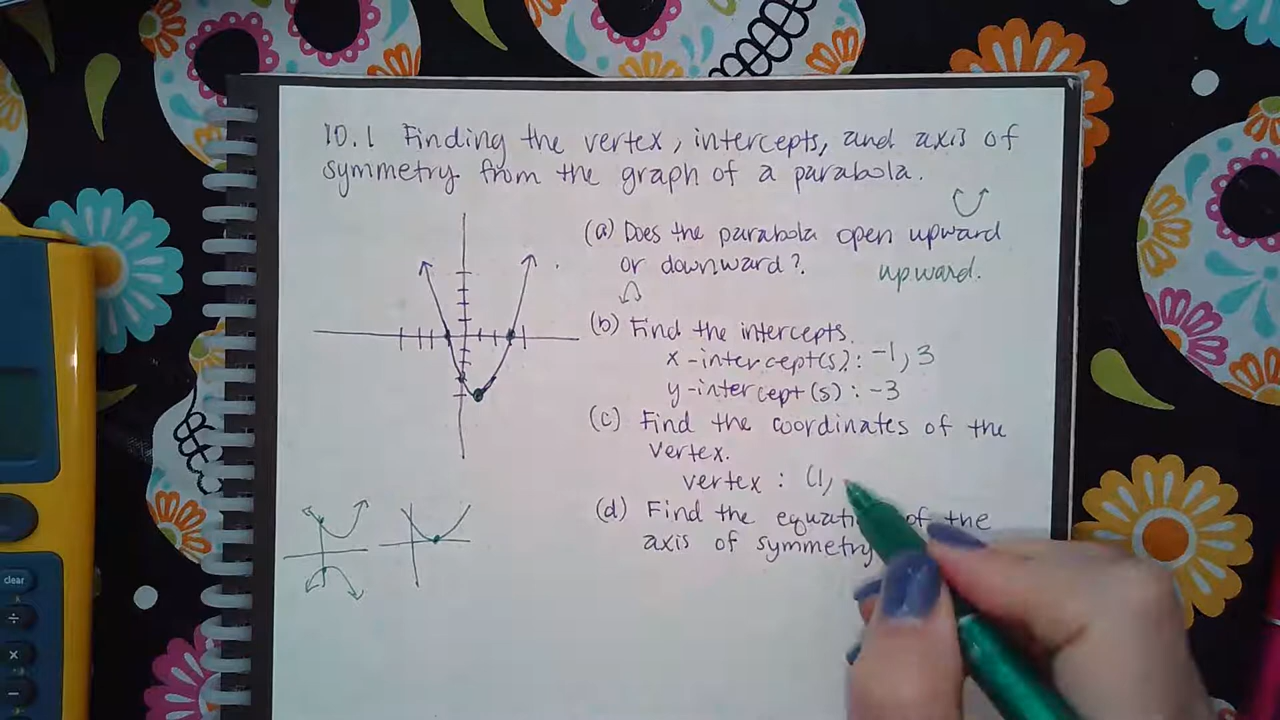 10.1 Finding the vertex, intercepts, and axis of
symmetry from the graph of a parabola.
(a) Does the parabola open upward
or downward?
upward.
(b) Find the intercepts.
x-intercept(s): -1, 3
y-intercept(s): -3
(c) Find the coordinates of the
vertex.
vertex : (1,
(d) Find the of the
axis of symmetry
clear
÷
×
−